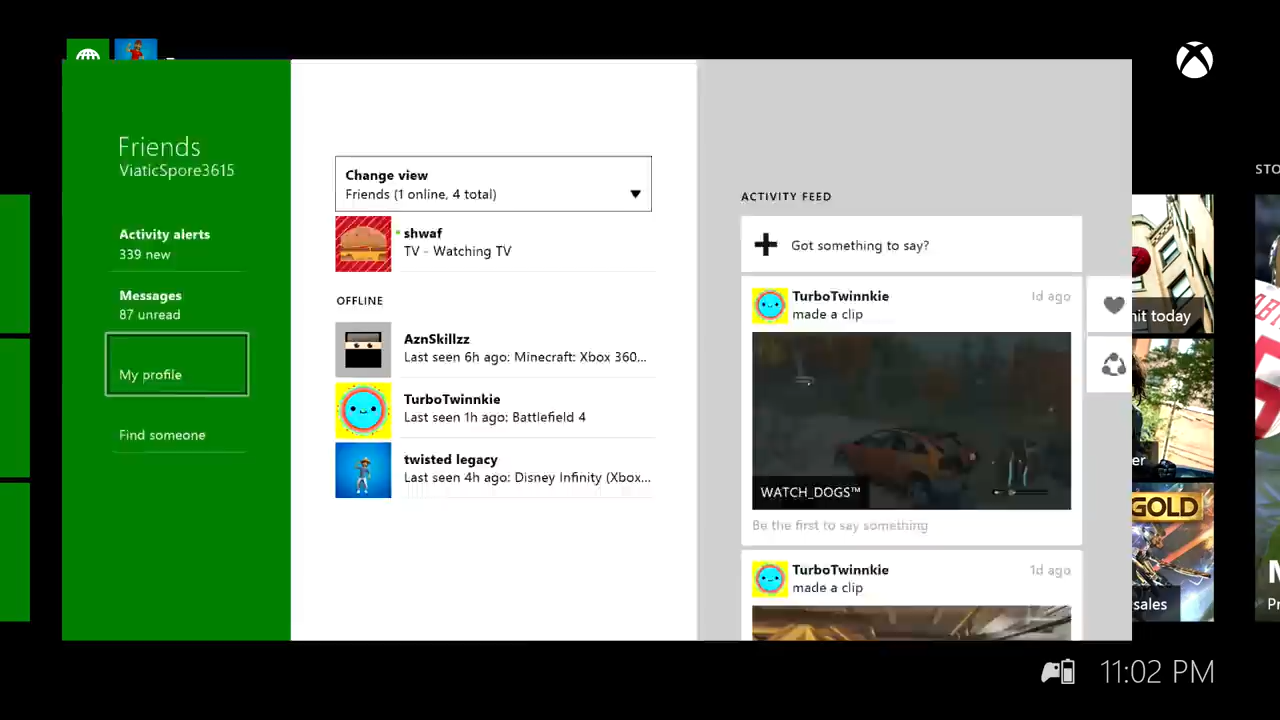 Friends
ViaticSpore3615
Activity alerts
339 new
Messages
87 unread
My profile
Find someone
Change view
Friends (1 online, 4 total)
shwaf
TV - Watching TV
OFFLINE
AznSkillzz
Last seen 6h ago: Minecraft: Xbox 360...
TurboTwinnkie
Last seen 1h ago: Battlefield 4
twisted legacy
Last seen 4h ago: Disney Infinity (Xbox...
ACTIVITY FEED
Got something to say?
TurboTwinnkie 1d ago
made a clip
WATCH_DOGS™
Be the first to say something
TurboTwinnkie 1d ago
made a clip
STO
today
GOLD
sales
11:02 PM